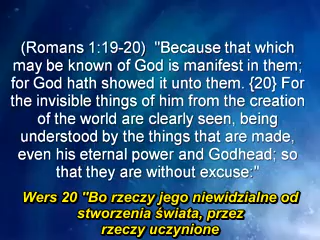 (Romans 1:19-20)  "Because that which
may be known of God is manifest in them;
for God hath showed it unto them. {20} For
the invisible things of him from the creation
of the world are clearly seen, being
understood by the things that are made,
even his eternal power and Godhead; so
that they are without excuse:"
Wers 20 "Bo rzeczy jego niewidzialne od
stworzenia świata, przez
rzeczy uczynione